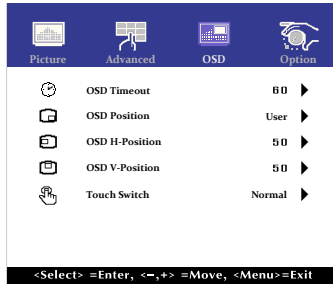 Picture Advanced OSD Option
OSD Timeout 60
OSD Position User
OSD H-Position 50
OSD V-Position 50
Touch Switch Normal
<Select> =Enter, <−,+> =Move, <Menu>=Exit